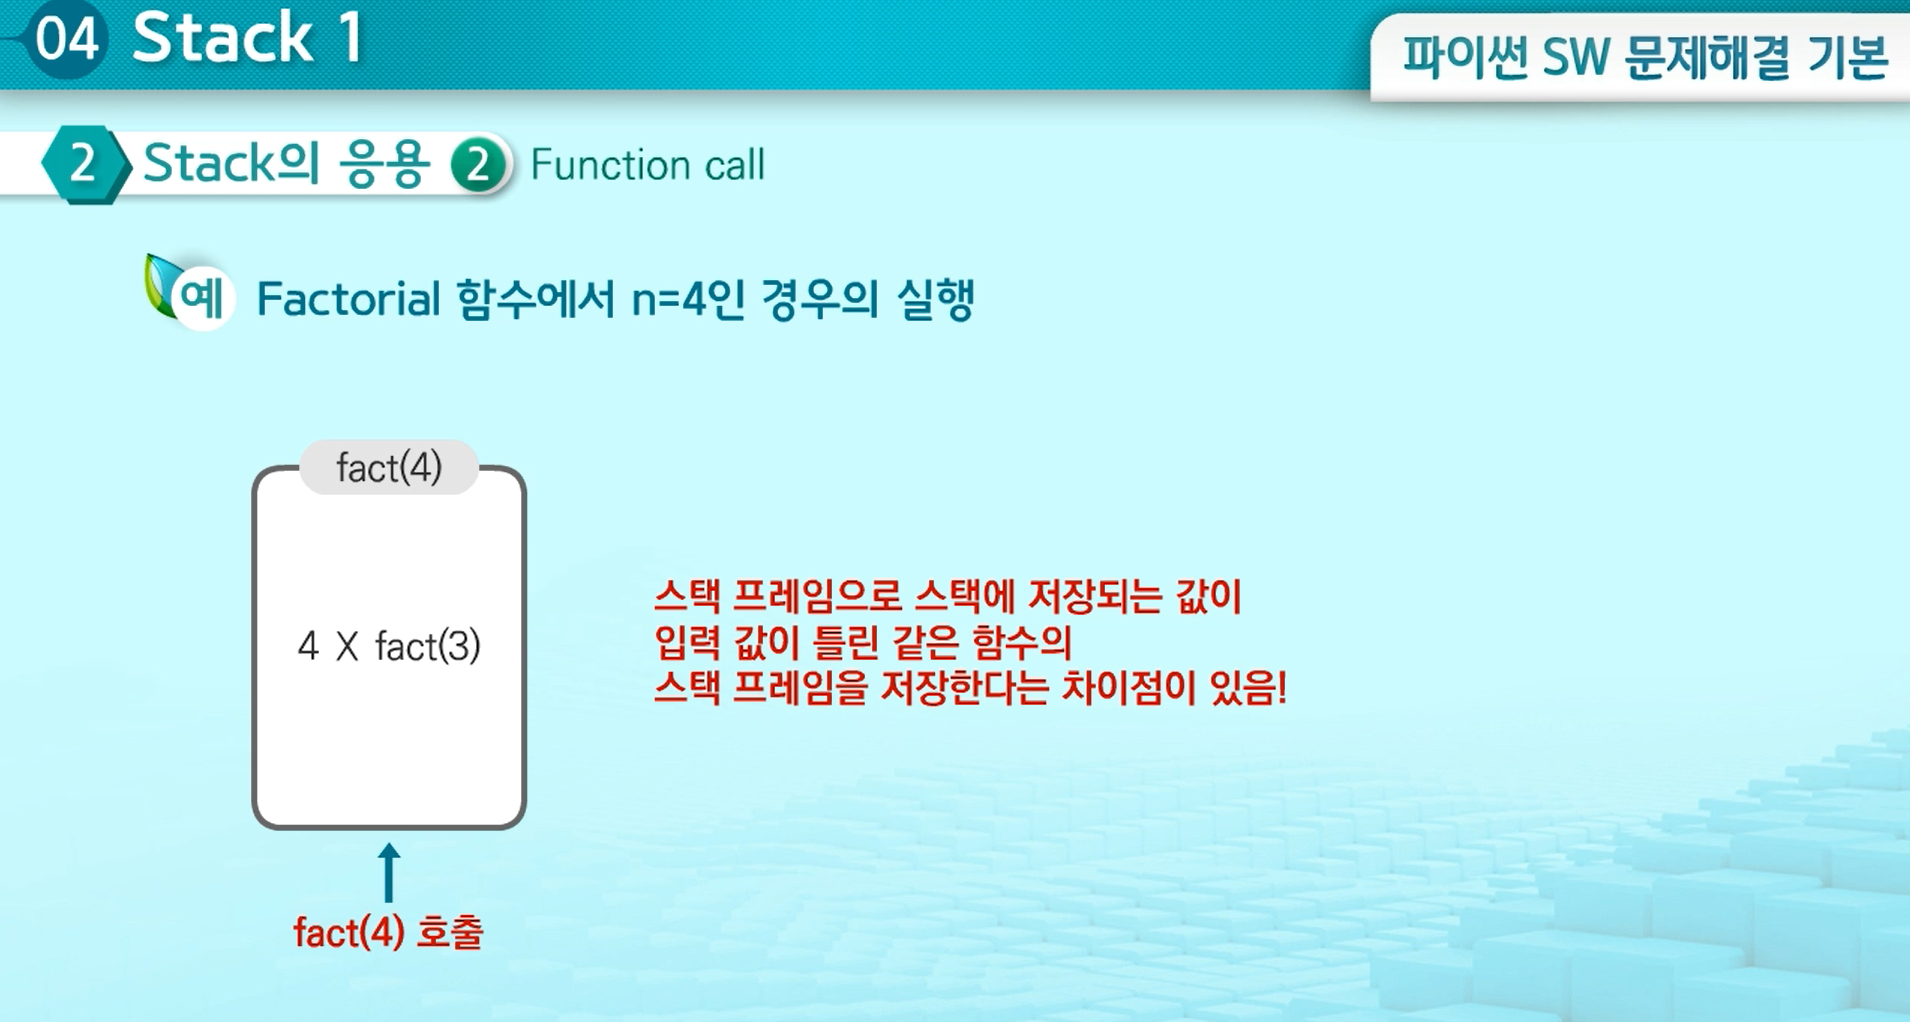 04 Stack 1
파이썬 SW 문제해결 기본
2 Stack의 응용 2 Function call
예 Factorial 함수에서 n=4인 경우의 실행
fact(4)
4 X fact(3)
fact(4) 호출
스택 프레임으로 스택에 저장되는 값이
입력 값이 틀린 같은 함수의
스택 프레임을 저장한다는 차이점이 있음!